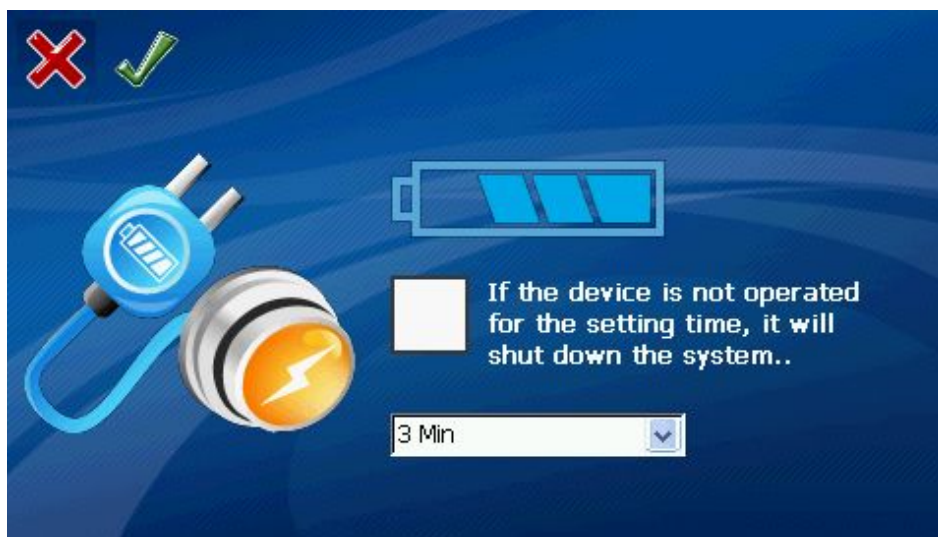 If the device is not operated
for the setting time, it will
shut down the system..
3 Min